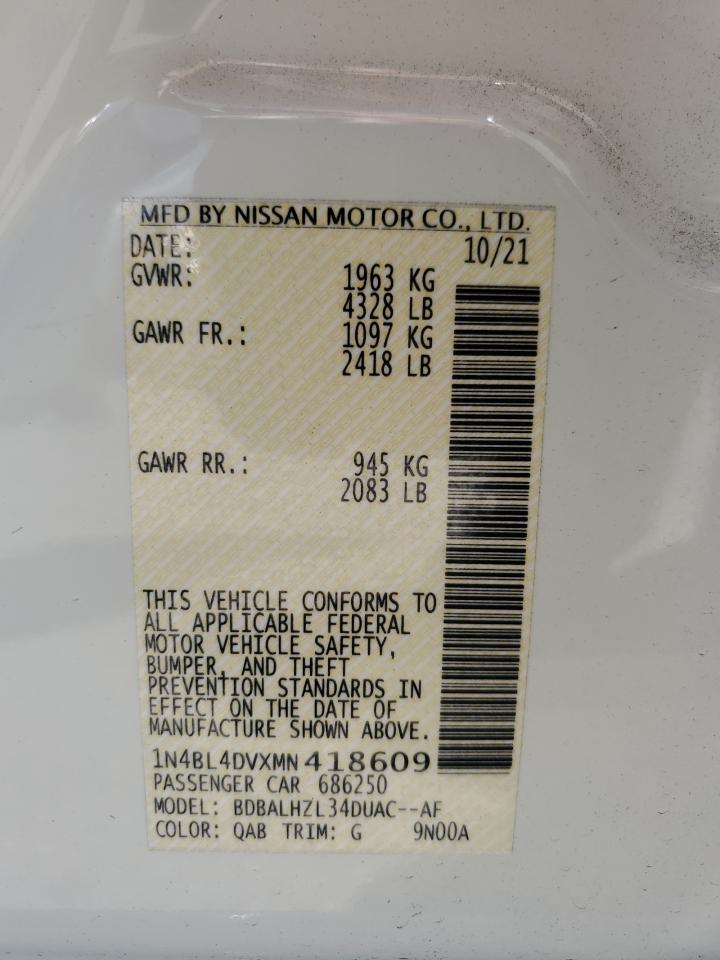 MFD BY NISSAN MOTOR CO., LTD.
DATE: 10/21
GVWR: 1963 KG
4328 LB
GAWR FR.: 1097 KG
2418 LB
GAWR RR.: 945 KG
2083 LB
THIS VEHICLE CONFORMS TO
ALL APPLICABLE FEDERAL
MOTOR VEHICLE SAFETY,
BUMPER, AND THEFT
PREVENTION STANDARDS IN
EFFECT ON THE DATE OF
MANUFACTURE SHOWN ABOVE.
1N4BL4DVXMN418609
PASSENGER CAR 686250
MODEL: BDBALHZL34DUAC--AF
COLOR: QAB TRIM: G 9N00A